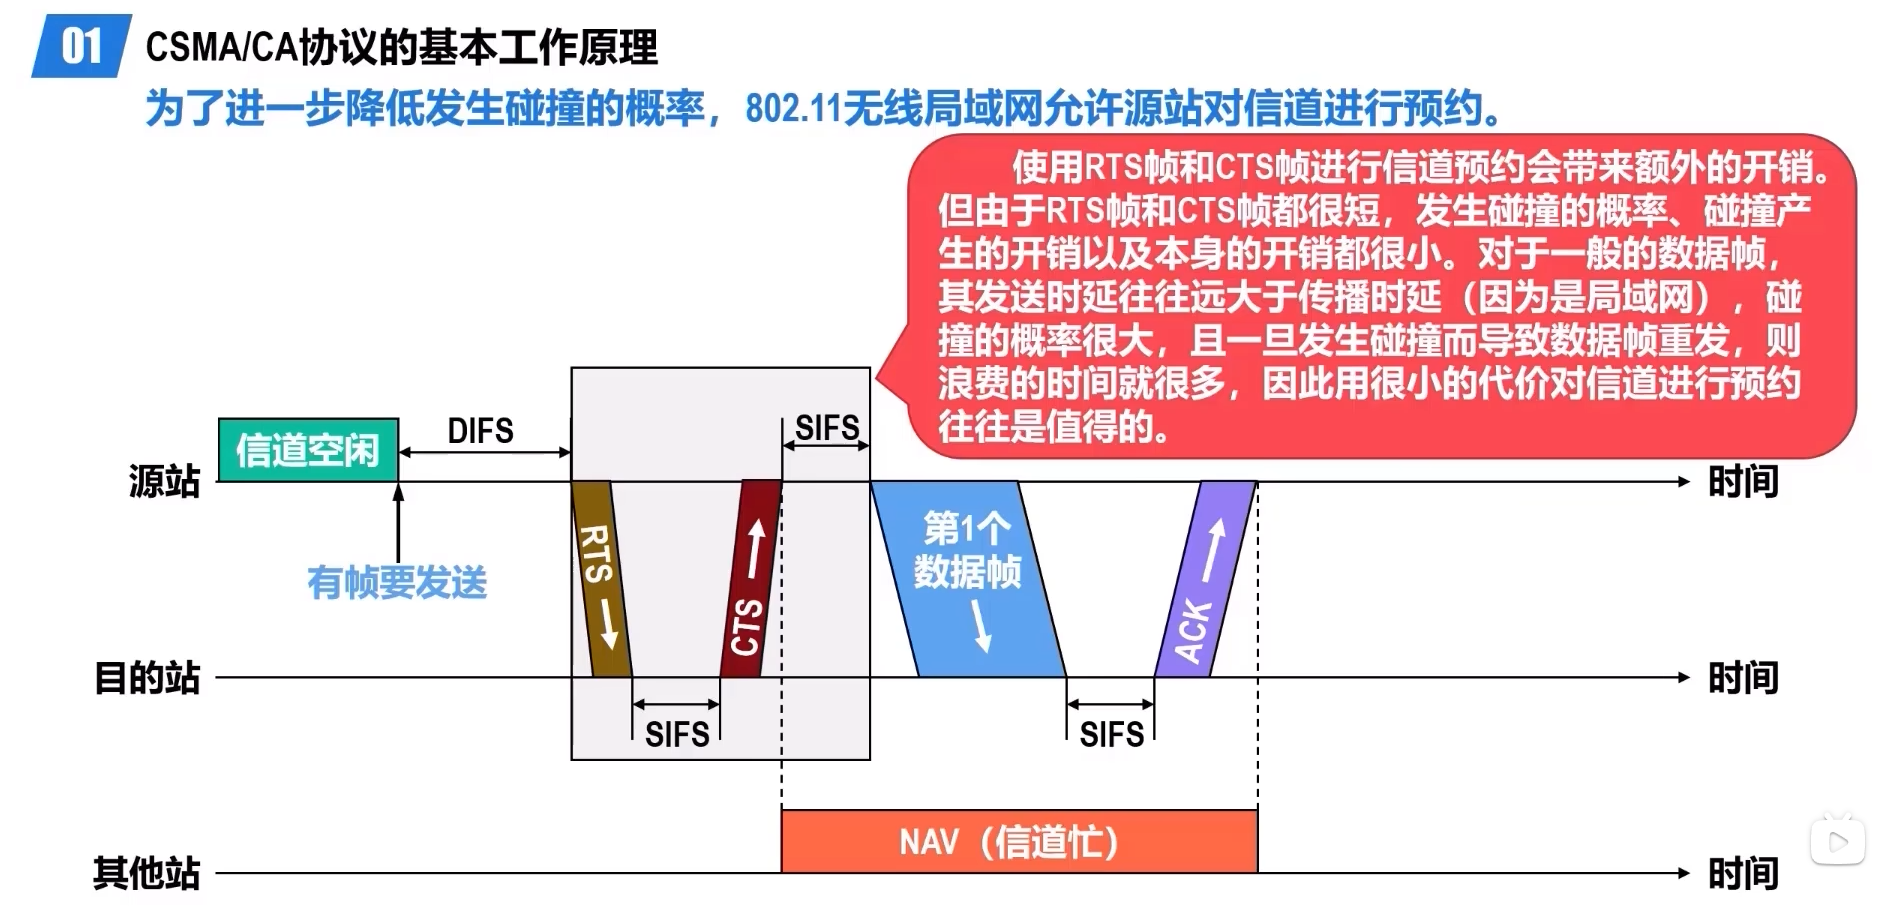 01
CSMA/CA协议的基本工作原理
为了进一步降低发生碰撞的概率，802.11无线局域网允许源站对信道进行预约。
使用RTS帧和CTS帧进行信道预约会带来额外的开销。
但由于RTS帧和CTS帧都很短，发生碰撞的概率、碰撞产
生的开销以及本身的开销都很小。对于一般的数据帧，
其发送时延往往远大于传播时延（因为是局域网），碰
撞的概率很大，且一旦发生碰撞而导致数据帧重发，则
浪费的时间就很多，因此用很小的代价对信道进行预约
往往是值得的。
信道空闲
DIFS
SIFS
源站
时间
有帧要发送
RTS
CTS
第1个
数据帧
ACK
目的站
时间
SIFS
SIFS
NAV（信道忙）
其他站
时间